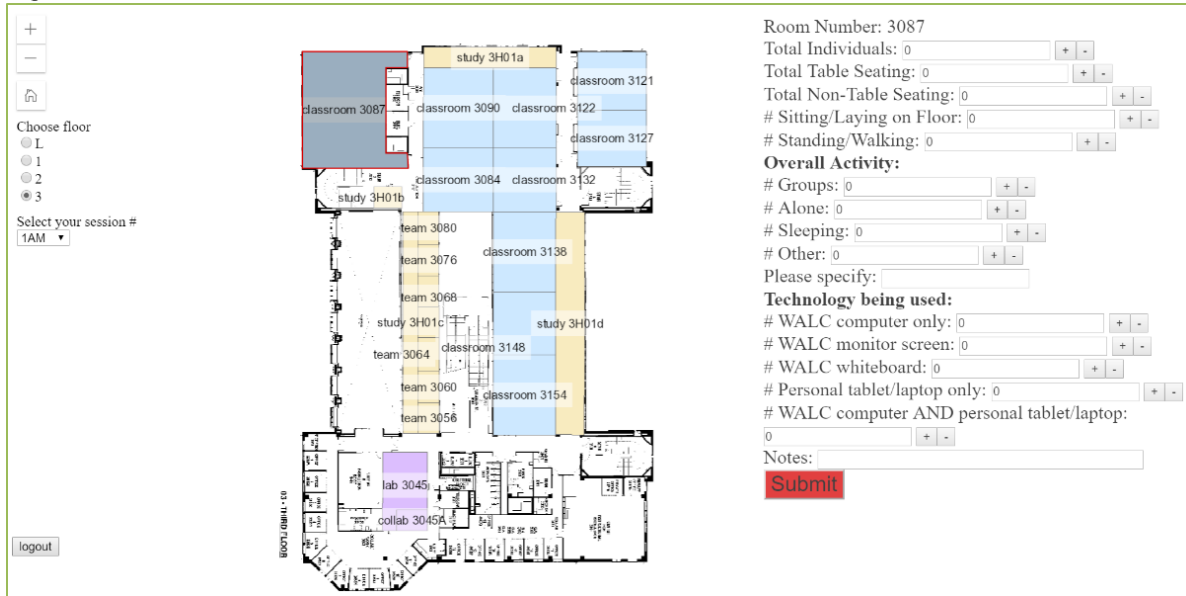 +
−
Choose floor
L
1
2
3
Select your session #
1AM
logout
study 3H01a
classroom 3121
classroom 3087
classroom 3090
classroom 3122
classroom 3127
classroom 3084
classroom 3132
study 3H01b
team 3080
classroom 3138
team 3076
team 3068
study 3H01c
study 3H01d
team 3064
classroom 3148
team 3060
classroom 3154
team 3056
lab 3045
collab 3045A
03 - THIRD FLOOR
Room Number: 3087
Total Individuals: 0 + -
Total Table Seating: 0 + -
Total Non-Table Seating: 0 + -
# Sitting/Laying on Floor: 0 + -
# Standing/Walking: 0 + -
Overall Activity:
# Groups: 0 + -
# Alone: 0 + -
# Sleeping: 0 + -
# Other: 0 + -
Please specify:
Technology being used:
# WALC computer only: 0 + -
# WALC monitor screen: 0 + -
# WALC whiteboard: 0 + -
# Personal tablet/laptop only: 0 + -
# WALC computer AND personal tablet/laptop:
0 + -
Notes:
Submit